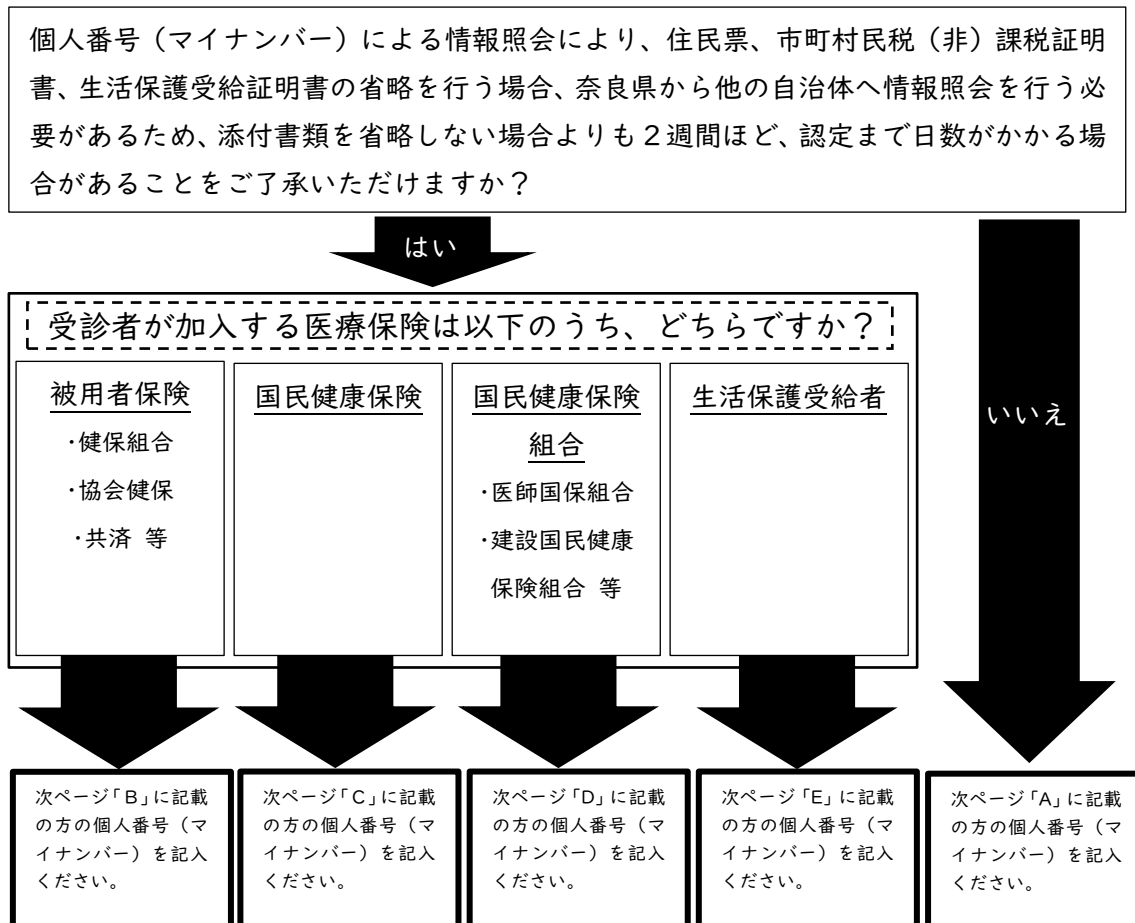 個人番号（マイナンバー）による情報照会により、住民票、市町村民税（非）課税証明
書、生活保護受給証明書の省略を行う場合、奈良県から他の自治体へ情報照会を行う必
要があるため、添付書類を省略しない場合よりも２週間ほど、認定まで日数がかかる場
合があることをご了承いただけますか？
はい
いいえ
受診者が加入する医療保険は以下のうち、どちらですか？
被用者保険
・健保組合
・協会健保
・共済 等
国民健康保険
国民健康保険
組合
・医師国保組合
・建設国民健康
保険組合 等
生活保護受給者
次ページ「B」に記載
の方の個人番号（マ
イナンバー）を記入
ください。
次ページ「C」に記載
の方の個人番号（マ
イナンバー）を記入
ください。
次ページ「D」に記載
の方の個人番号（マ
イナンバー）を記入
ください。
次ページ「E」に記載
の方の個人番号（マ
イナンバー）を記入
ください。
次ページ「A」に記載
の方の個人番号（マ
イナンバー）を記入
ください。